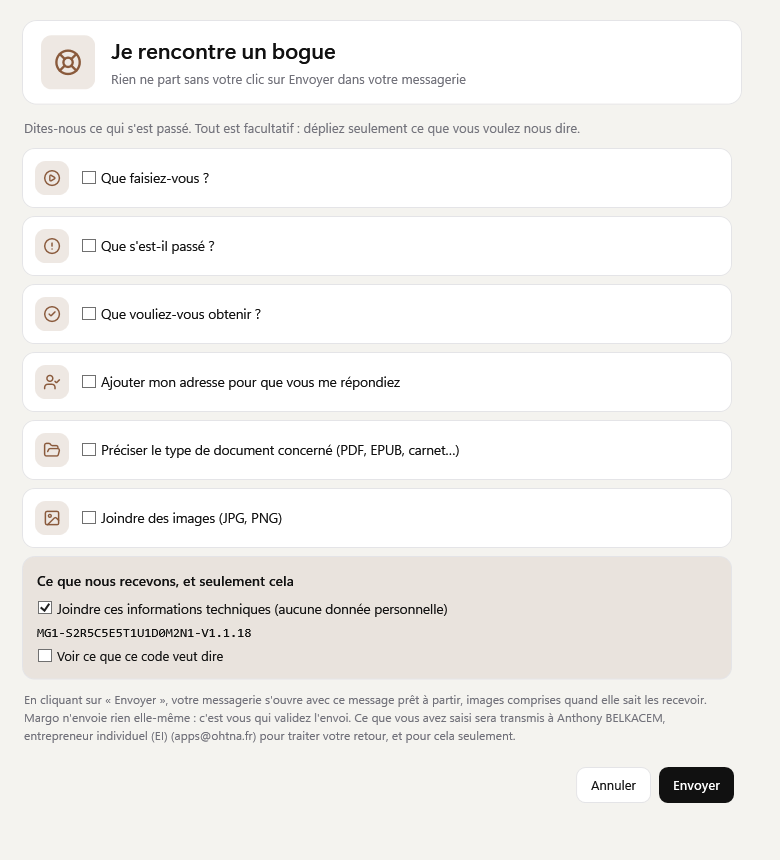 Je rencontre un bogue
Rien ne part sans votre clic sur Envoyer dans votre messagerie
Dites-nous ce qui s'est passé. Tout est facultatif : dépliez seulement ce que vous voulez nous dire.
Que faisiez-vous ?
Que s'est-il passé ?
Que vouliez-vous obtenir ?
Ajouter mon adresse pour que vous me répondiez
Préciser le type de document concerné (PDF, EPUB, carnet…)
Joindre des images (JPG, PNG)
Ce que nous recevons, et seulement cela
Joindre ces informations techniques (aucune donnée personnelle)
MG1-S2R5C5E5T1U1D0M2N1-V1.1.18
Voir ce que ce code veut dire
En cliquant sur « Envoyer », votre messagerie s'ouvre avec ce message prêt à partir, images comprises quand elle sait les recevoir.
Margo n'envoie rien elle-même : c'est vous qui validez l'envoi. Ce que vous avez saisi sera transmis à Anthony BELKACEM,
entrepreneur individuel (EI) (apps@ohtna.fr) pour traiter votre retour, et pour cela seulement.
Annuler
Envoyer